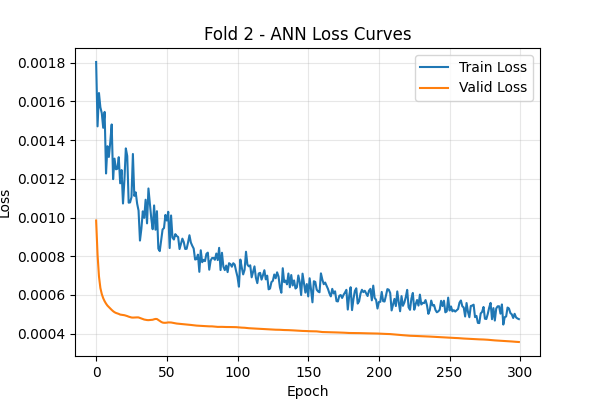 Fold 2 - ANN Loss Curves
Train Loss
Valid Loss
Loss
0.0018
0.0016
0.0014
0.0012
0.0010
0.0008
0.0006
0.0004
0 50 100 150 200 250 300
Epoch